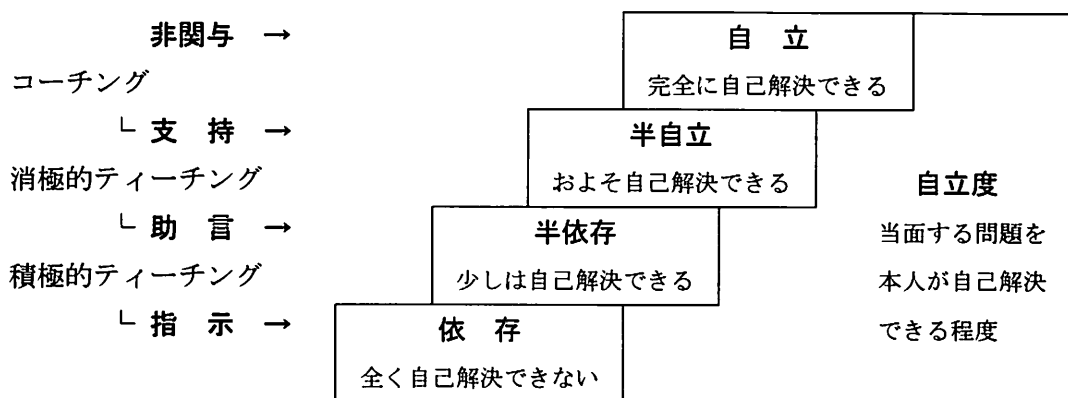 非関与 → 自 立
コーチング 完全に自己解決できる
└ 支 持 → 半自立
消極的ティーチング およそ自己解決できる 自立度
└ 助 言 → 半依存 当面する問題を
積極的ティーチング 少しは自己解決できる 本人が自己解決
└ 指 示 → 依 存 できる程度
全く自己解決できない